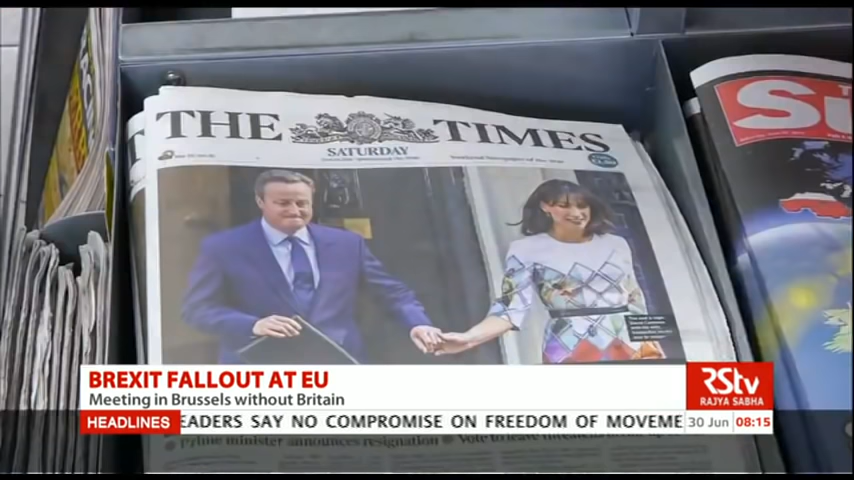 THE TIMES
SATURDAY
Su
BREXIT FALLOUT AT EU
Meeting in Brussels without Britain
RSTV
RAJYA SABHA
HEADLINES
EADERS SAY NO COMPROMISE ON FREEDOM OF MOVEME
30 Jun
08:15
Prime minister announces resignation • Vote to leave